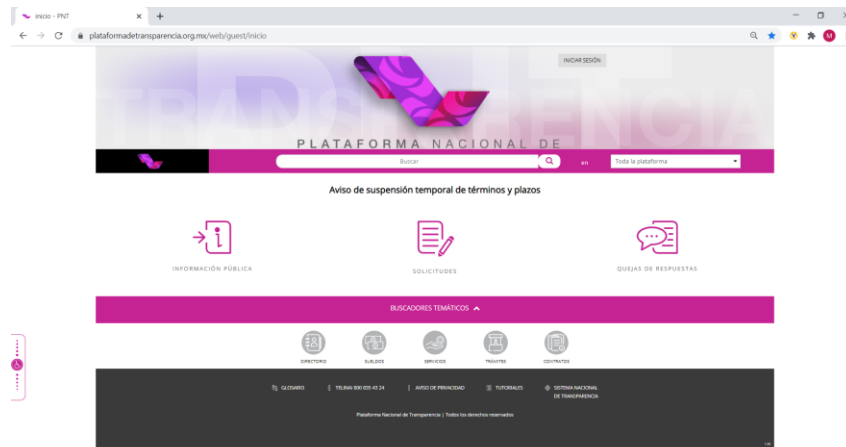 inicio - PNT
plataformadetransparencia.org.mx/web/guest/inicio
M
INICIAR SESIÓN
TRANSPARENCIA
PLATAFORMA NACIONAL DE
Buscar
en
Toda la plataforma
Aviso de suspensión temporal de términos y plazos
INFORMACIÓN PÚBLICA
SOLICITUDES
QUEJAS DE RESPUESTAS
BUSCADORES TEMÁTICOS
DIRECTORIO
SUELDOS
SERVICIOS
TRÁMITES
CONTRATOS
GLOSARIO
TELINAI 800 835 43 24
AVISO DE PRIVACIDAD
TUTORIALES
SISTEMA NACIONAL
DE TRANSPARENCIA
Plataforma Nacional de Transparencia | Todos los derechos reservados